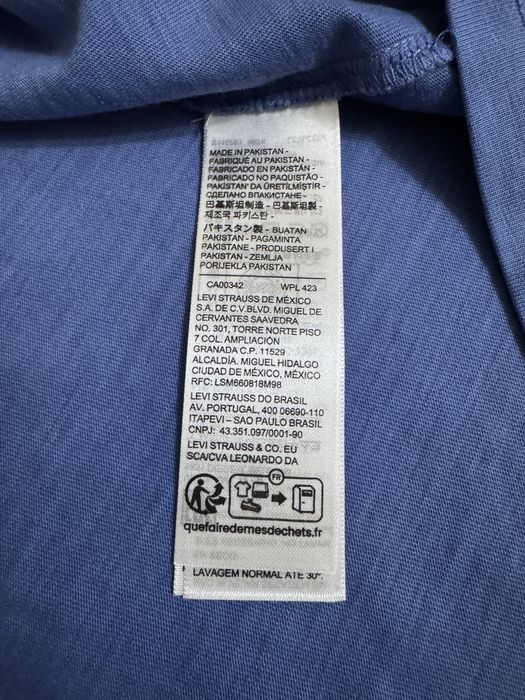 MADE IN PAKISTAN -
FABRIQUÉ AU PAKISTAN -
FABRICADO EN PAKISTÁN -
FABRICADO NO PAQUISTÃO -
PAKİSTAN' DA ÜRETİLMİŞTİR -
СДЕЛАНО ВПАКИСТАНЕ -
巴基斯坦制造 - 巴基斯坦製 -
제조국 파키스탄 -
パキスタン製 - BUATAN
PAKISTAN - PAGAMINTA
PAKISTANE - PRODUSERT I
PAKISTAN - ZEMLJA
PORIJEKLA PAKISTAN
CA00342 WPL 423
LEVI STRAUSS DE MÉXICO
S.A. DE C.V.BLVD. MIGUEL DE
CERVANTES SAAVEDRA
NO. 301, TORRE NORTE PISO
7 COL. AMPLIACIÓN
GRANADA C.P. 11529
ALCALDÍA. MIGUEL HIDALGO
CIUDAD DE MÉXICO, MÉXICO
RFC: LSM660818M98
LEVI STRAUSS DO BRASIL
AV. PORTUGAL, 400 06690-110
ITAPEVI – SAO PAULO BRASIL
CNPJ: 43.351.097/0001-90
LEVI STRAUSS & CO. EU
SCA/CVA LEONARDO DA
FR
quefairedemesdechets.fr
LAVAGEM NORMAL ATÉ 30°.